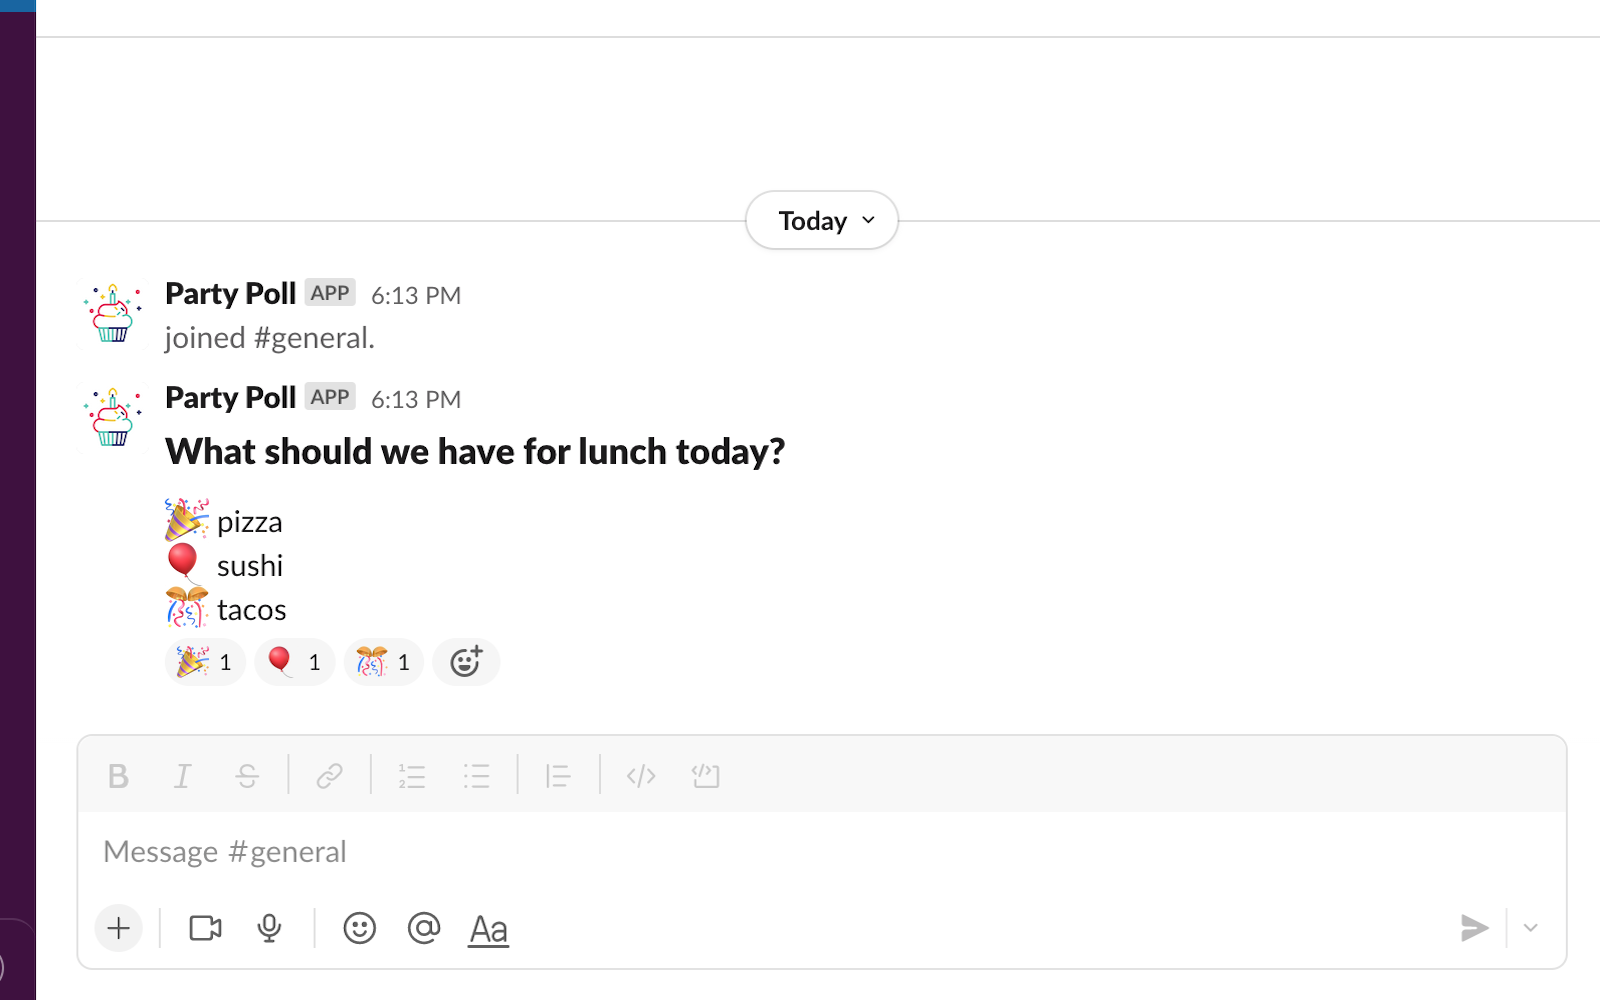 Today
Party Poll APP 6:13 PM
joined #general.
Party Poll APP 6:13 PM
What should we have for lunch today?
🎉 pizza
🎈 sushi
🎊 tacos
🎉 1 🎈 1 🎊 1
Message #general